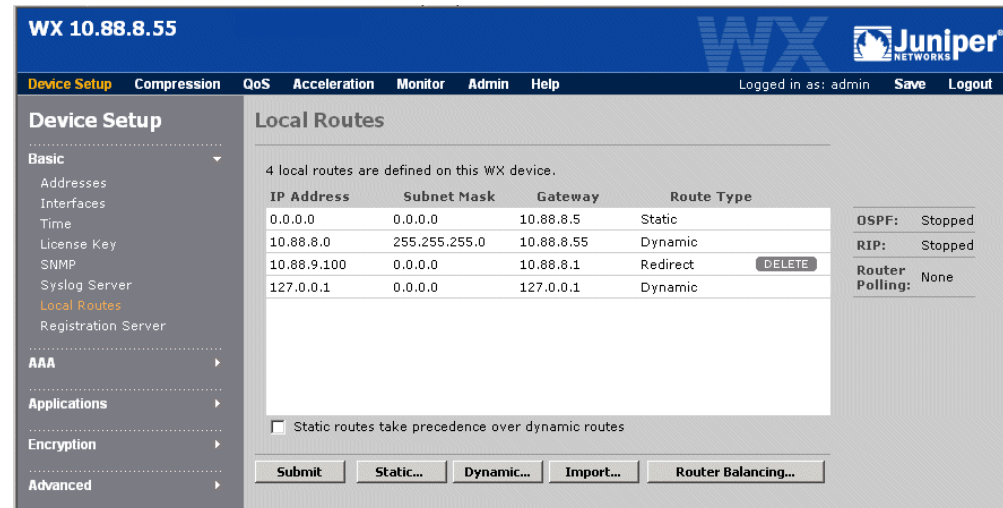 WX 10.88.8.55
WX
Juniper®
NETWORKS
Device Setup Compression QoS Acceleration Monitor Admin Help Logged in as: admin Save Logout
Device Setup
Basic
Addresses
Interfaces
Time
License Key
SNMP
Syslog Server
Local Routes
Registration Server
AAA
Applications
Encryption
Advanced
Local Routes
4 local routes are defined on this WX device.
IP Address Subnet Mask Gateway Route Type
0.0.0.0 0.0.0.0 10.88.8.5 Static
10.88.8.0 255.255.255.0 10.88.8.55 Dynamic
10.88.9.100 0.0.0.0 10.88.8.1 Redirect DELETE
127.0.0.1 0.0.0.0 127.0.0.1 Dynamic
Static routes take precedence over dynamic routes
Submit Static... Dynamic... Import... Router Balancing...
OSPF: Stopped
RIP: Stopped
Router Polling: None